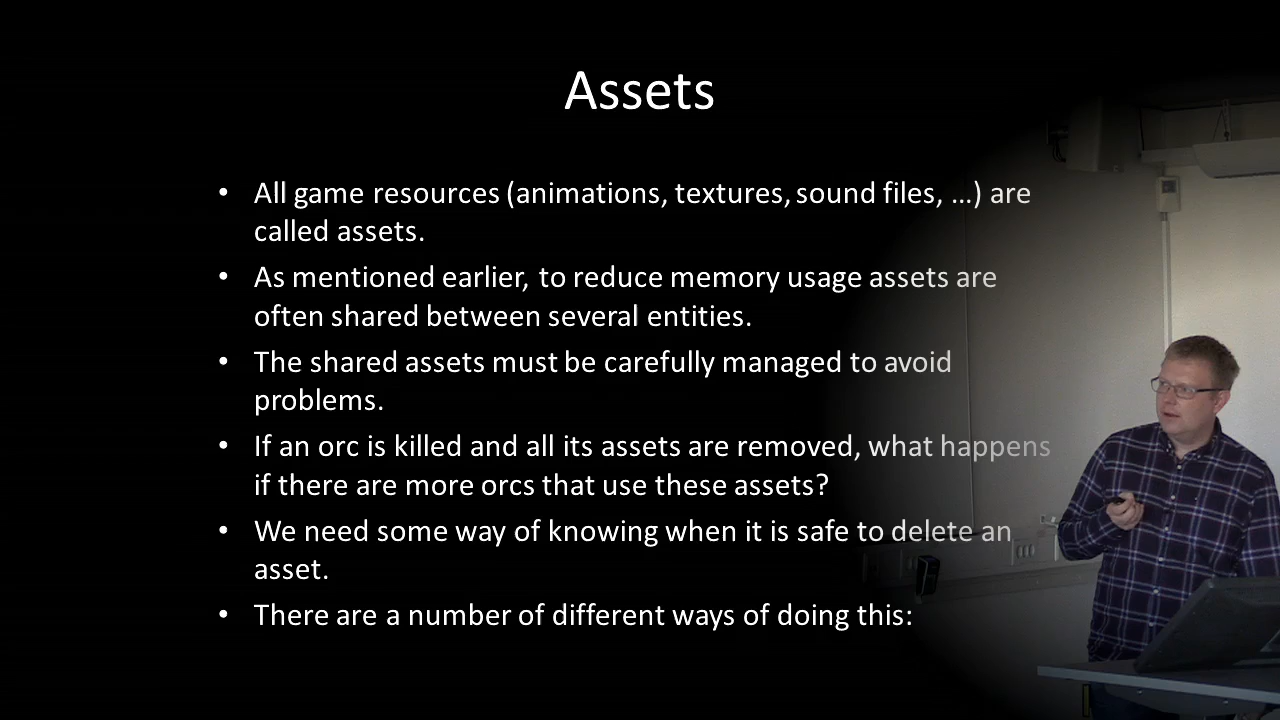 Assets
• All game resources (animations, textures, sound files, …) are
called assets.
• As mentioned earlier, to reduce memory usage assets are
often shared between several entities.
• The shared assets must be carefully managed to avoid
problems.
• If an orc is killed and all its assets are removed, what happens
if there are more orcs that use these assets?
• We need some way of knowing when it is safe to delete an
asset.
• There are a number of different ways of doing this: